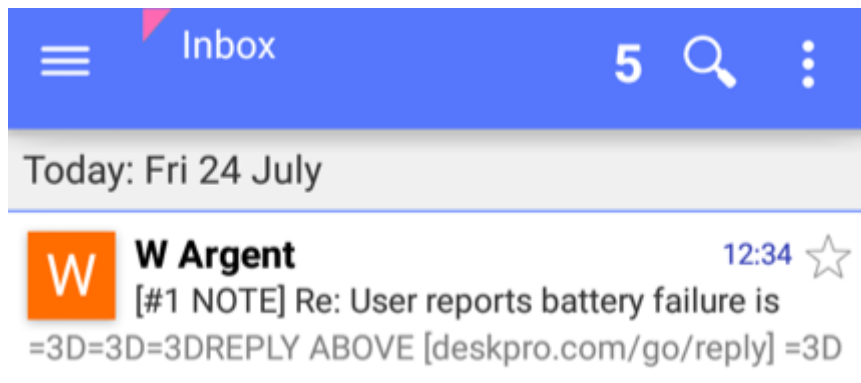 Inbox
5
Today: Fri 24 July
W
W Argent
12:34
[#1 NOTE] Re: User reports battery failure is
=3D=3D=3DREPLY ABOVE [deskpro.com/go/reply] =3D